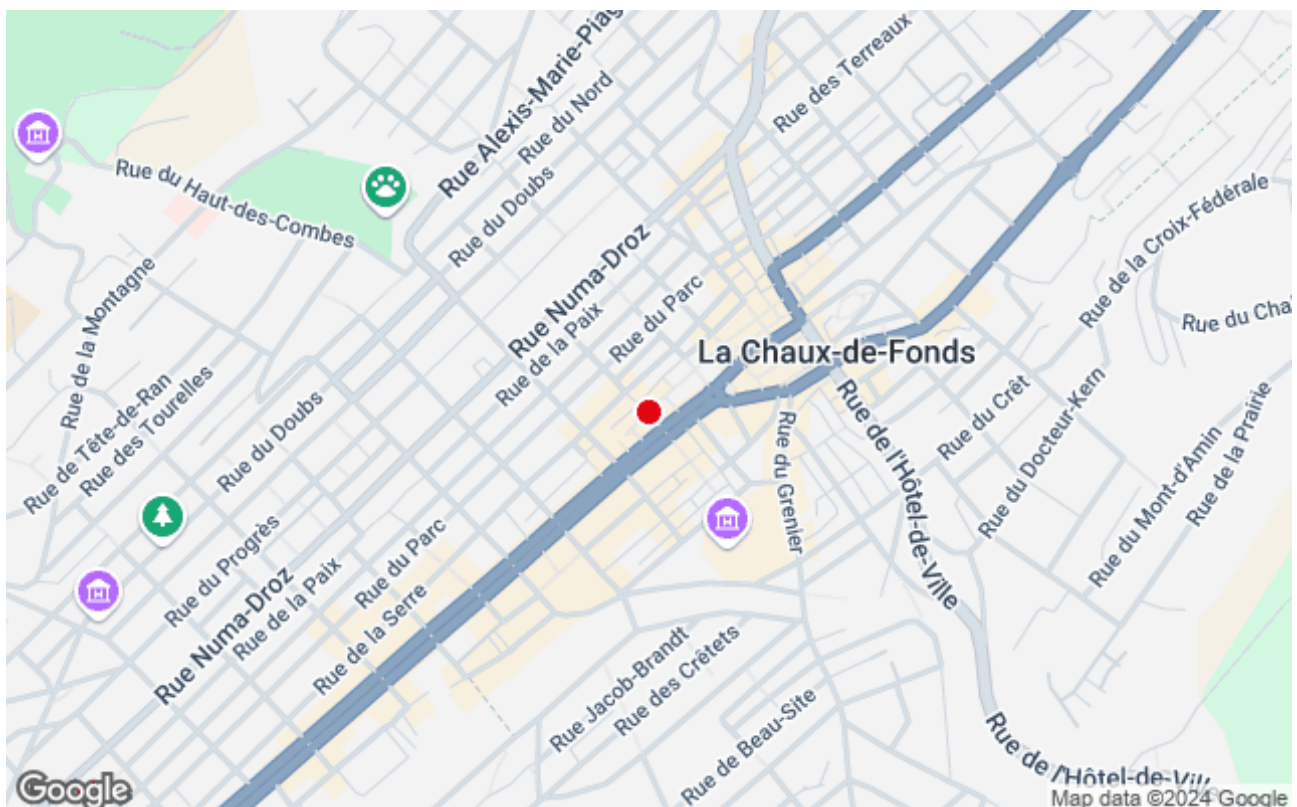 Rue Alexis-Marie-Piag
Rue du Nord
Rue des Terreaux
Rue du Haut-des-Combes
Rue du Doubs
Rue de la Croix-Fédérale
Rue Numa-Droz
Rue de la Montagne
Rue du Parc
Rue de la Paix
Rue du Cha
La Chaux-de-Fonds
Rue de Tête-de-Ran
Rue des Tourelles
Rue du Doubs
Rue du Crêt
Rue du Docteur-Kern
Rue de la Prairie
Rue du Mont-d'Amin
Rue du Grenier
Rue de l'Hôtel-de-Ville
Rue du Progrès
Rue du Parc
Rue Numa-Droz
Rue de la Paix
Rue de la Serre
Rue Jacob-Brandt
Rue des Crêtets
Rue de Beau-Site
Rue de l'Hôtel-de-Vill
Google
Map data ©2024 Google